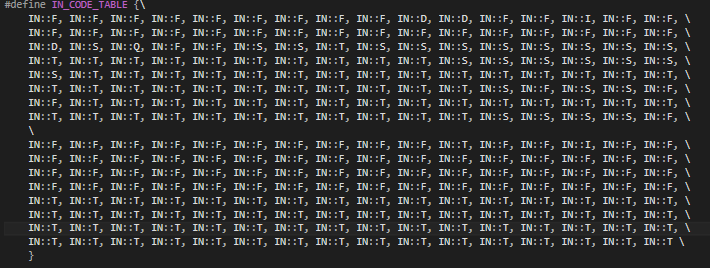 #define IN_CODE_TABLE {\
IN::F, IN::F, IN::F, IN::F, IN::F, IN::F, IN::F, IN::F, IN::F, IN::D, IN::D, IN::F, IN::F, IN::I, IN::F, IN::F, \
IN::F, IN::F, IN::F, IN::F, IN::F, IN::F, IN::F, IN::F, IN::F, IN::F, IN::F, IN::F, IN::F, IN::F, IN::F, IN::F, \
IN::D, IN::S, IN::Q, IN::F, IN::F, IN::S, IN::S, IN::T, IN::S, IN::S, IN::S, IN::S, IN::S, IN::S, IN::S, IN::S, \
IN::T, IN::T, IN::T, IN::T, IN::T, IN::T, IN::T, IN::T, IN::T, IN::T, IN::S, IN::S, IN::S, IN::S, IN::S, IN::S, \
IN::S, IN::T, IN::T, IN::T, IN::T, IN::T, IN::T, IN::T, IN::T, IN::T, IN::T, IN::T, IN::T, IN::T, IN::T, IN::T, \
IN::T, IN::T, IN::T, IN::T, IN::T, IN::T, IN::T, IN::T, IN::T, IN::T, IN::T, IN::S, IN::S, IN::S, IN::S, IN::F, \
IN::F, IN::T, IN::T, IN::T, IN::T, IN::T, IN::T, IN::T, IN::T, IN::T, IN::T, IN::T, IN::T, IN::T, IN::T, IN::T, \
IN::T, IN::T, IN::T, IN::T, IN::T, IN::T, IN::T, IN::T, IN::T, IN::T, IN::T, IN::S, IN::S, IN::S, IN::S, IN::F, \
\
IN::F, IN::F, IN::F, IN::F, IN::F, IN::F, IN::F, IN::F, IN::F, IN::F, IN::T, IN::F, IN::F, IN::I, IN::F, IN::F, \
IN::F, IN::F, IN::F, IN::F, IN::F, IN::F, IN::F, IN::F, IN::F, IN::F, IN::F, IN::F, IN::F, IN::F, IN::F, IN::F, \
IN::F, IN::F, IN::F, IN::F, IN::F, IN::F, IN::F, IN::F, IN::F, IN::F, IN::F, IN::F, IN::F, IN::F, IN::F, IN::F, \
IN::F, IN::F, IN::F, IN::F, IN::F, IN::F, IN::F, IN::F, IN::F, IN::F, IN::F, IN::F, IN::F, IN::F, IN::F, IN::F, \
IN::T, IN::T, IN::T, IN::T, IN::T, IN::T, IN::T, IN::T, IN::T, IN::T, IN::T, IN::T, IN::T, IN::T, IN::T, IN::T, \
IN::T, IN::T, IN::T, IN::T, IN::T, IN::T, IN::T, IN::T, IN::T, IN::T, IN::T, IN::T, IN::T, IN::T, IN::T, IN::T, \
IN::T, IN::T, IN::T, IN::T, IN::T, IN::T, IN::T, IN::T, IN::T, IN::T, IN::T, IN::T, IN::T, IN::T, IN::T, IN::T, \
IN::T, IN::T, IN::T, IN::T, IN::T, IN::T, IN::T, IN::T, IN::T, IN::T, IN::T, IN::T, IN::T, IN::T, IN::T, IN::T \
}